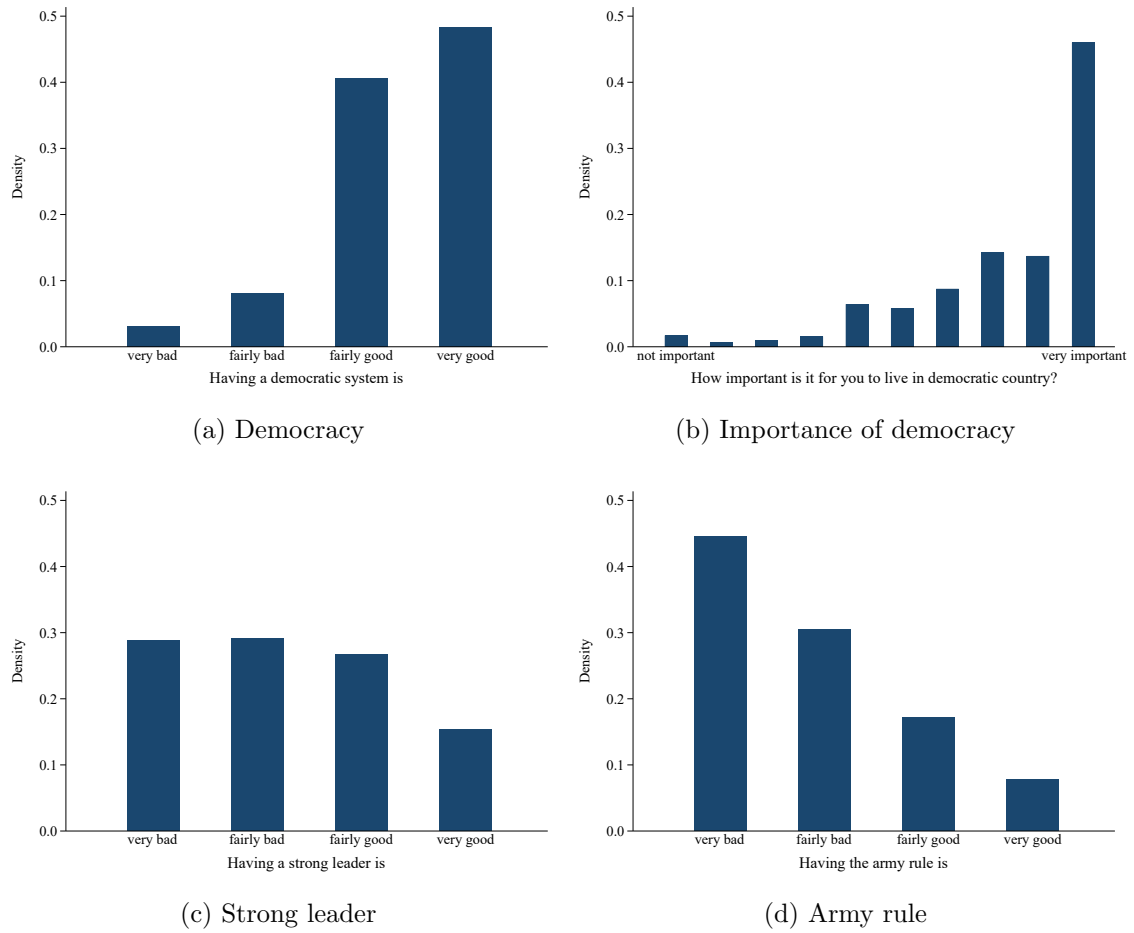 0.5
0.4
0.3
0.2
0.1
0.0
Density
very bad fairly bad fairly good very good
Having a democratic system is
(a) Democracy
0.5
0.4
0.3
0.2
0.1
0.0
Density
not important very important
How important is it for you to live in democratic country?
(b) Importance of democracy
0.5
0.4
0.3
0.2
0.1
0.0
Density
very bad fairly bad fairly good very good
Having a strong leader is
(c) Strong leader
0.5
0.4
0.3
0.2
0.1
0.0
Density
very bad fairly bad fairly good very good
Having the army rule is
(d) Army rule